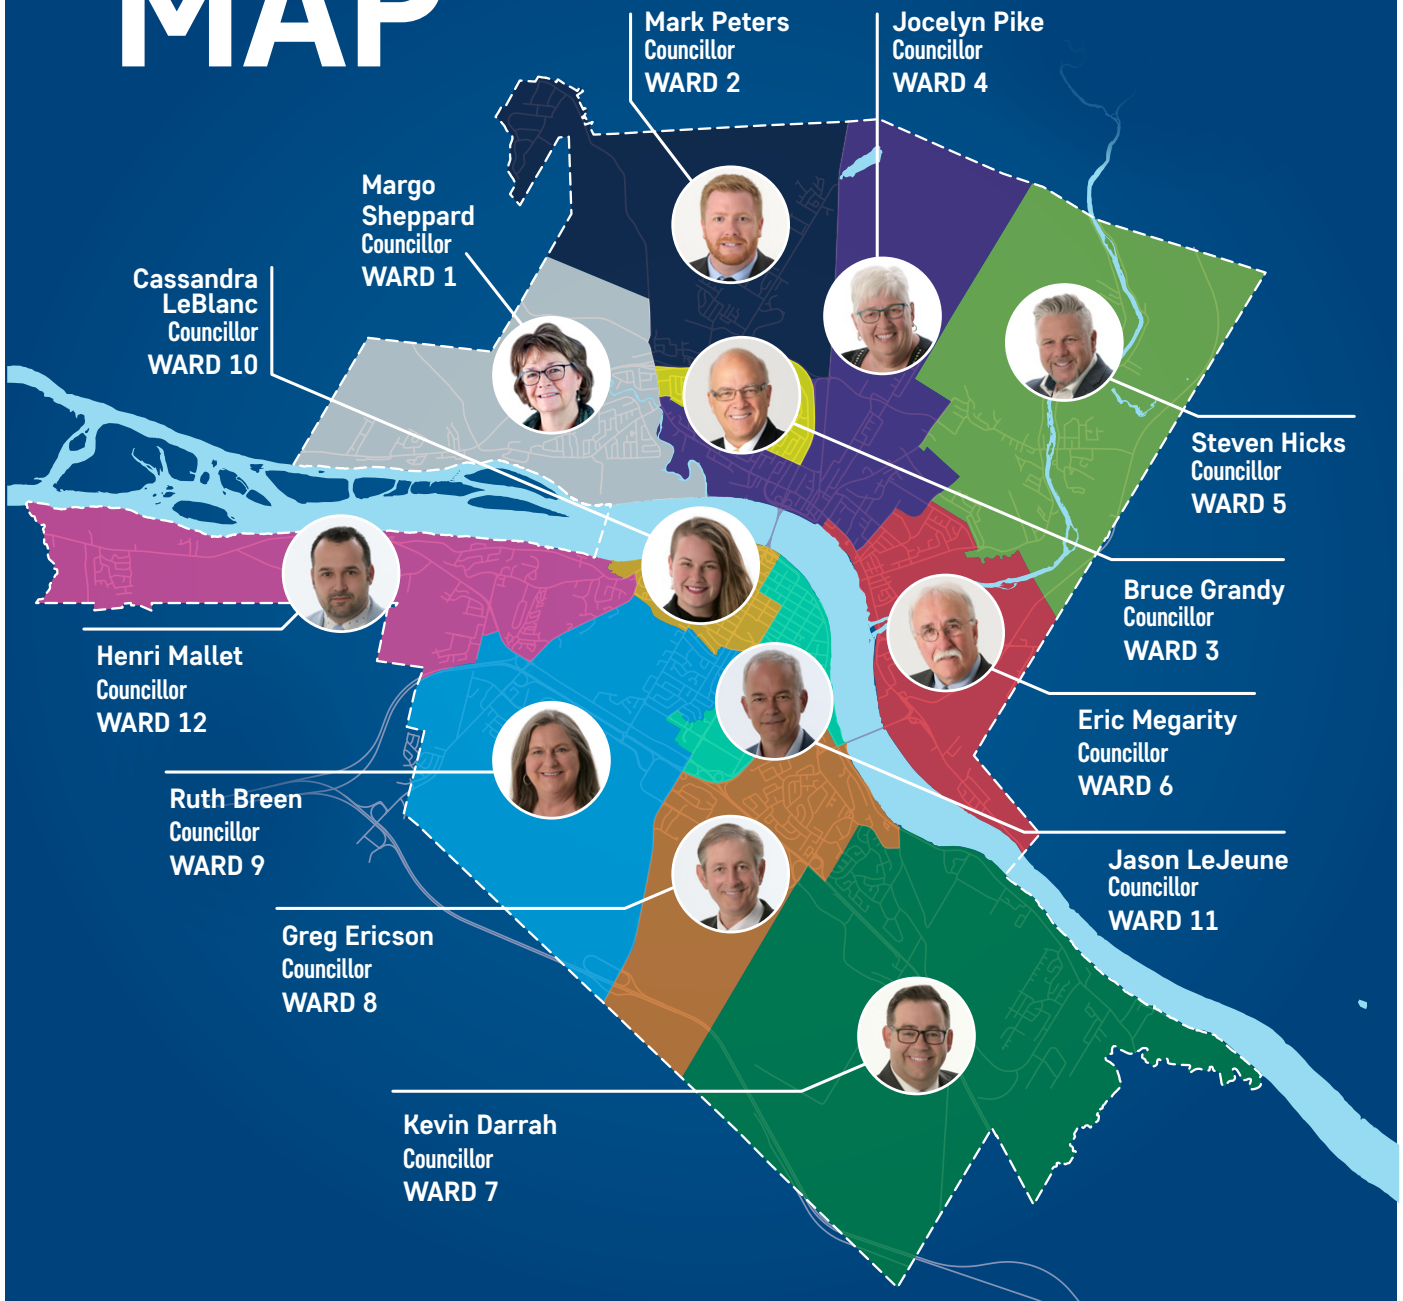 MAP
Mark Peters
Councillor
WARD 2
Jocelyn Pike
Councillor
WARD 4
Margo
Sheppard
Councillor
WARD 1
Cassandra
LeBlanc
Councillor
WARD 10
Steven Hicks
Councillor
WARD 5
Bruce Grandy
Councillor
WARD 3
Henri Mallet
Councillor
WARD 12
Eric Megarity
Councillor
WARD 6
Ruth Breen
Councillor
WARD 9
Jason LeJeune
Councillor
WARD 11
Greg Ericson
Councillor
WARD 8
Kevin Darrah
Councillor
WARD 7